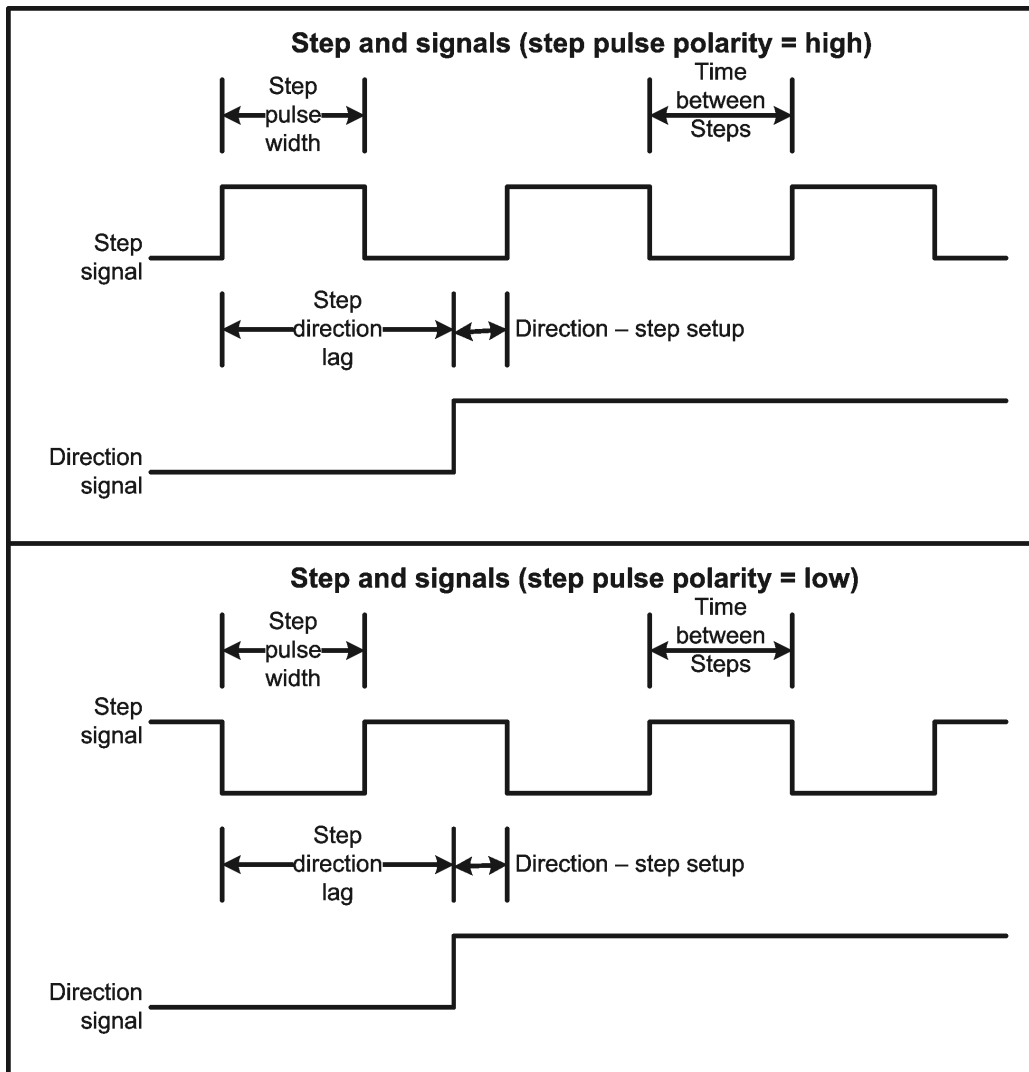 Step and signals (step pulse polarity = high)
Step
pulse
width
Time
between
Steps
Step
signal
Step
direction
lag
Direction – step setup
Direction
signal
Step and signals (step pulse polarity = low)
Step
pulse
width
Time
between
Steps
Step
signal
Step
direction
lag
Direction – step setup
Direction
signal